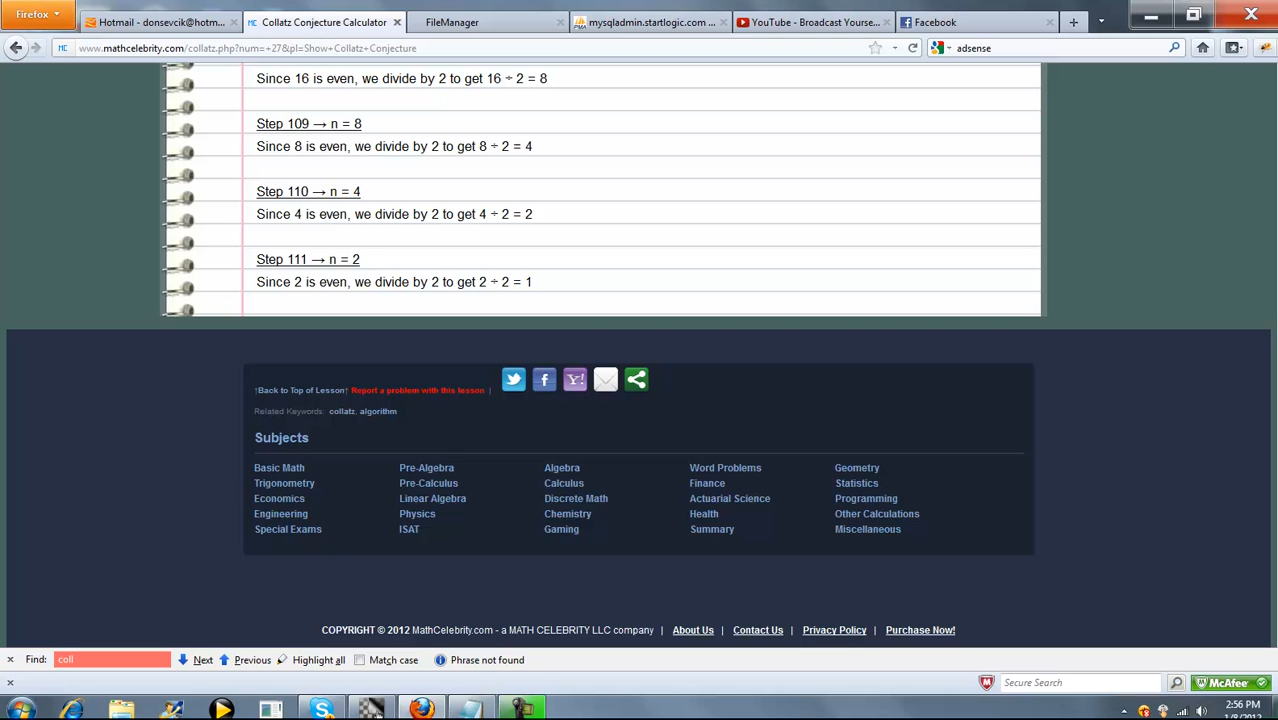 Firefox
Hotmail - donsevcik@hotm...
Collatz Conjecture Calculator
FileManager
mysqladmin.startlogic.com ...
YouTube - Broadcast Yourse...
Facebook
www.mathcelebrity.com/collatz.php?num=+27&pl=Show+Collatz+Conjecture
adsense
Since 16 is even, we divide by 2 to get 16 ÷ 2 = 8
Step 109 → n = 8
Since 8 is even, we divide by 2 to get 8 ÷ 2 = 4
Step 110 → n = 4
Since 4 is even, we divide by 2 to get 4 ÷ 2 = 2
Step 111 → n = 2
Since 2 is even, we divide by 2 to get 2 ÷ 2 = 1
↑Back to Top of Lesson↑ Report a problem with this lesson |
Related Keywords: collatz, algorithm
Subjects
Basic Math Pre-Algebra Algebra Word Problems Geometry
Trigonometry Pre-Calculus Calculus Finance Statistics
Economics Linear Algebra Discrete Math Actuarial Science Programming
Engineering Physics Chemistry Health Other Calculations
Special Exams ISAT Gaming Summary Miscellaneous
COPYRIGHT © 2012 MathCelebrity.com - a MATH CELEBRITY LLC company | About Us | Contact Us | Privacy Policy | Purchase Now!
Find: coll Next Previous Highlight all Match case Phrase not found
Secure Search McAfee
2:56 PM
1/8/2012